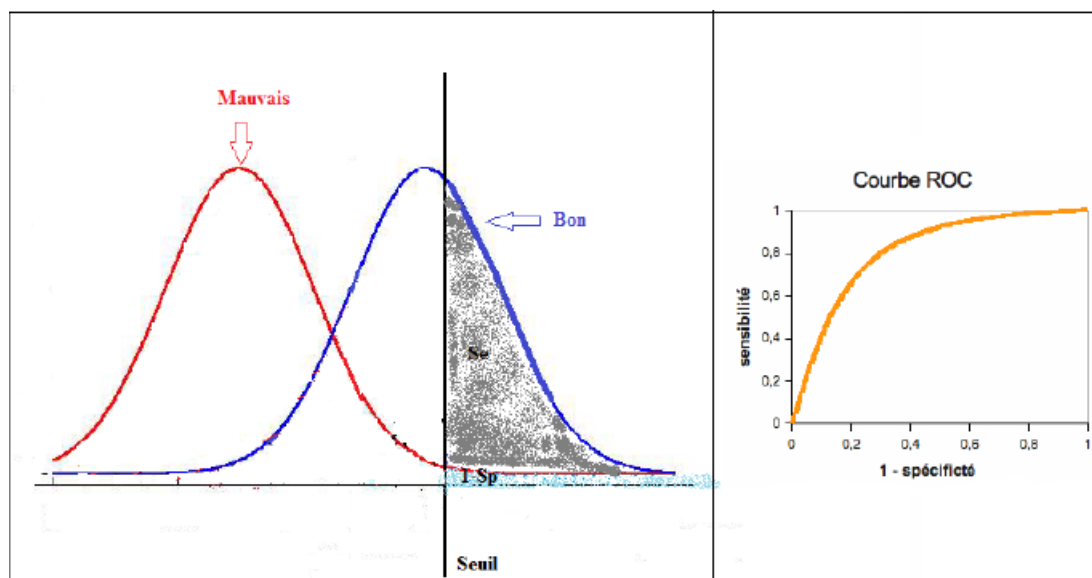 Mauvais
Bon
Se
1-Sp
Seuil
Courbe ROC
1
0,8
0,6
0,4
0,2
0
0 0,2 0,4 0,6 0,8 1
sensibilité
1 - spécificté